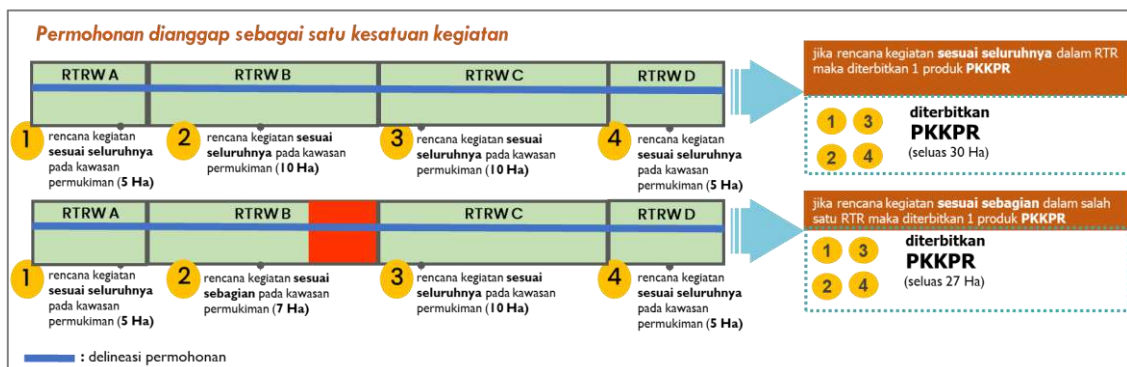 Permohonan dianggap sebagai satu kesatuan kegiatan
RTRW A
RTRW B
RTRW C
RTRW D
1
rencana kegiatan
sesuai seluruhnya
pada kawasan
permukiman (5 Ha)
2
rencana kegiatan sesuai
seluruhnya pada kawasan
permukiman (10 Ha)
3
rencana kegiatan sesuai
seluruhnya pada kawasan
permukiman (10 Ha)
4
rencana kegiatan
sesuai seluruhnya
pada kawasan
permukiman (5 Ha)
jika rencana kegiatan sesuai seluruhnya dalam RTR
maka diterbitkan 1 produk PKKPR
1 3
2 4
diterbitkan
PKKPR
(seluas 30 Ha)
RTRW A
RTRW B
RTRW C
RTRW D
1
rencana kegiatan
sesuai seluruhnya
pada kawasan
permukiman (5 Ha)
2
rencana kegiatan sesuai
sebagian pada kawasan
permukiman (7 Ha)
3
rencana kegiatan sesuai
seluruhnya pada kawasan
permukiman (10 Ha)
4
rencana kegiatan
sesuai seluruhnya
pada kawasan
permukiman (5 Ha)
jika rencana kegiatan sesuai sebagian dalam salah
satu RTR maka diterbitkan 1 produk PKKPR
1 3
2 4
diterbitkan
PKKPR
(seluas 27 Ha)
: delineasi permohonan